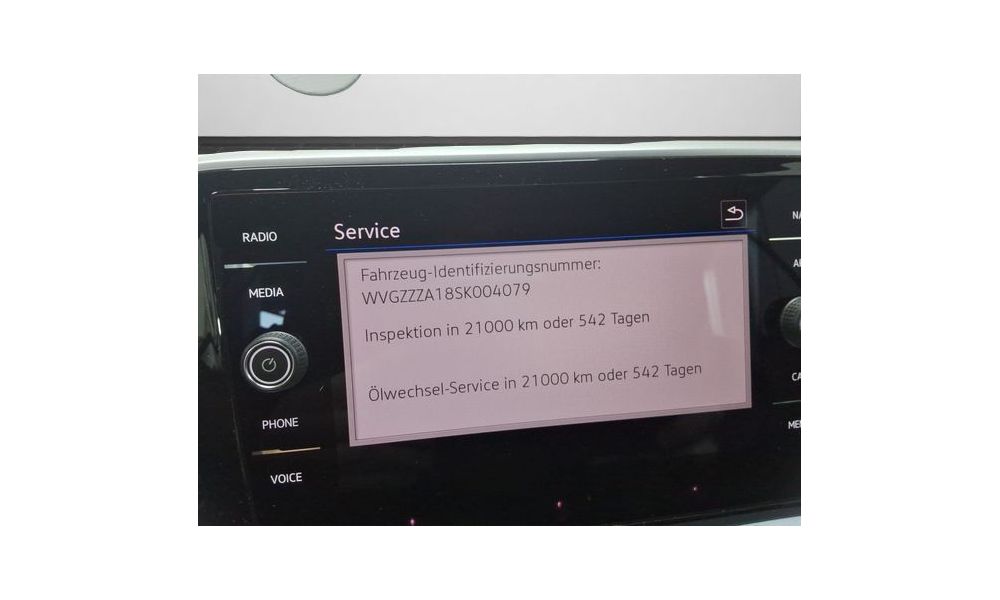 RADIO
MEDIA
PHONE
VOICE
Service
Fahrzeug-Identifizierungsnummer:
WVGZZZA18SK004079
Inspektion in 21000 km oder 542 Tagen
Ölwechsel-Service in 21000 km oder 542 Tagen